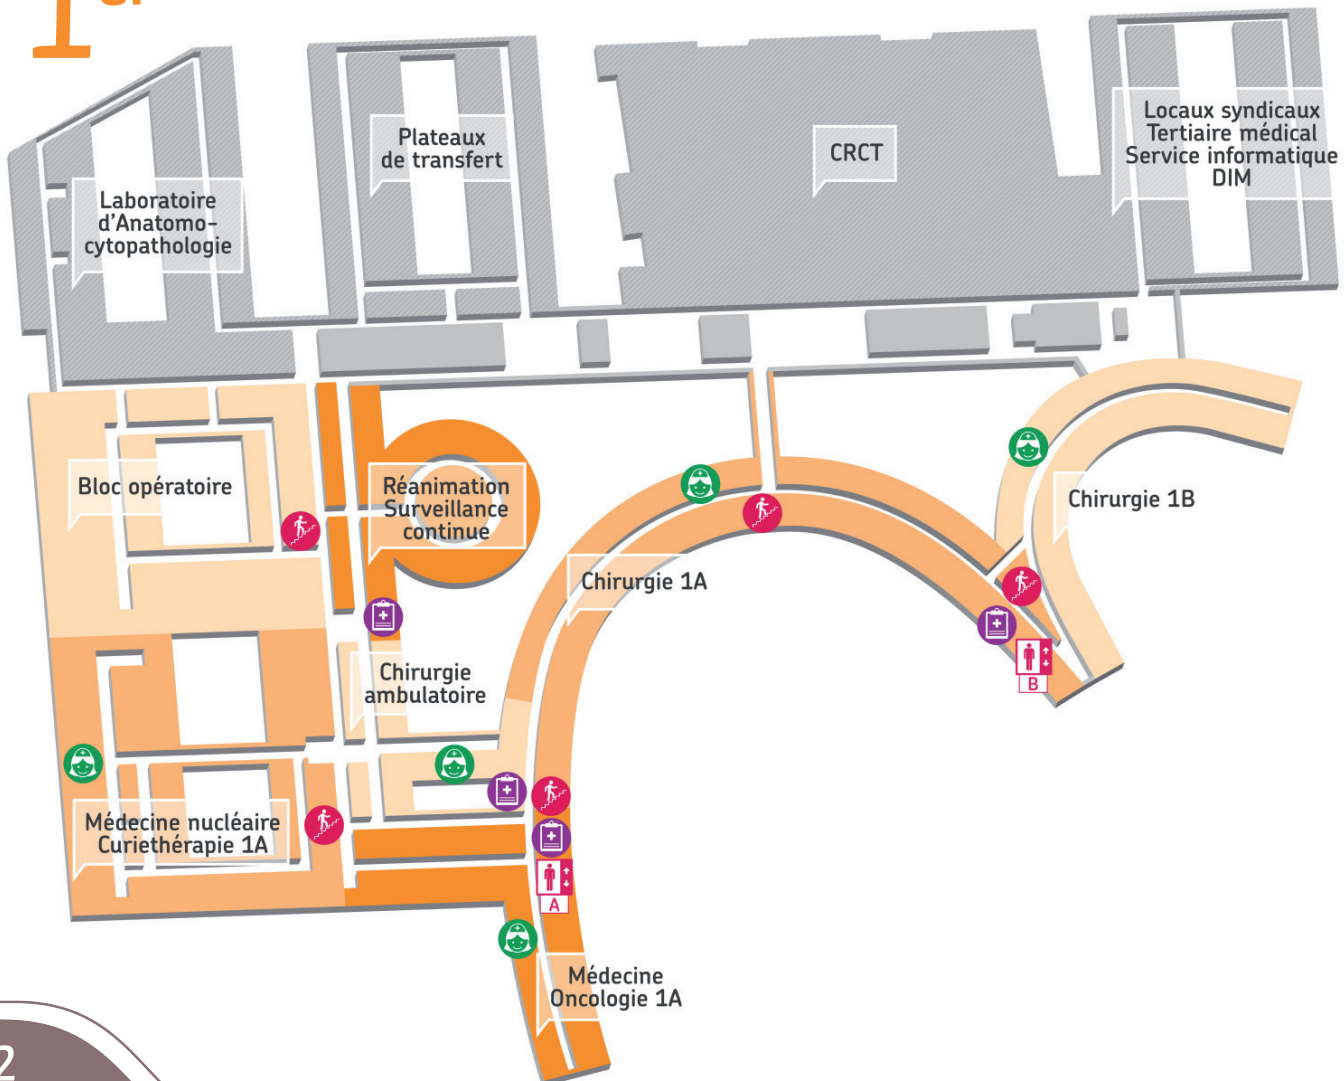 1er
Locaux syndicaux
Tertiaire médical
Service informatique
DIM
Plateaux
de transfert
CRCT
Laboratoire
d'Anatomo-
cytopathologie
Bloc opératoire
Réanimation
Surveillance
continue
Chirurgie 1B
Chirurgie 1A
Chirurgie
ambulatoire
B
Médecine nucléaire
Curiethérapie 1A
A
Médecine
Oncologie 1A
2